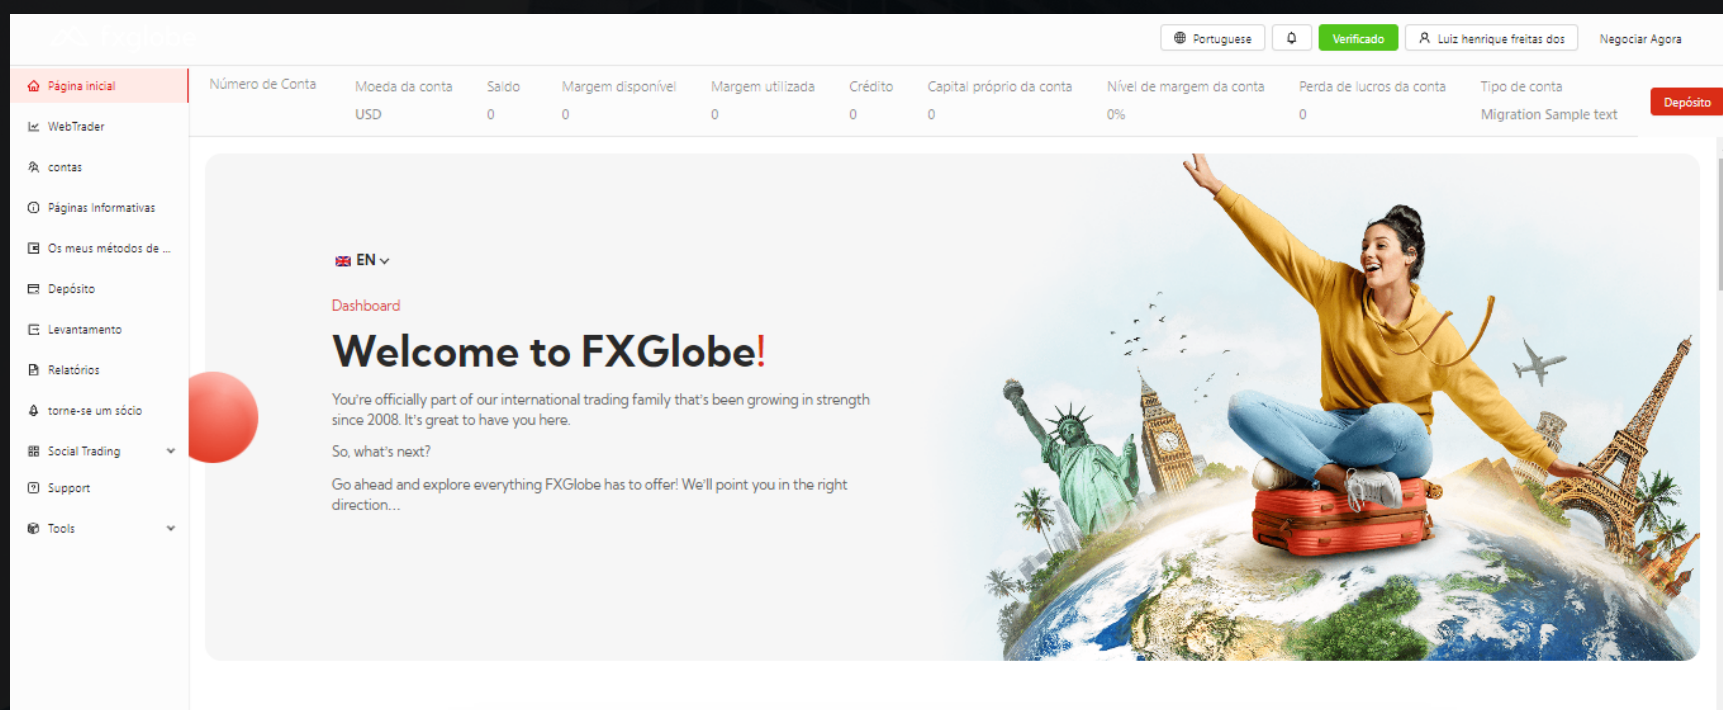 fxglobe
Portuguese
Verificado
Luiz henrique freitas dos
Negociar Agora
Página inicial
WebTrader
contas
Páginas Informativas
Os meus métodos de ...
Depósito
Levantamento
Relatórios
torne-se um sócio
Social Trading
Support
Tools
Número de Conta
Moeda da conta
USD
Saldo
0
Margem disponível
0
Margem utilizada
0
Crédito
0
Capital próprio da conta
0
Nível de margem da conta
0%
Perda de lucros da conta
0
Tipo de conta
Migration Sample text
Depósito
EN
Dashboard
Welcome to FXGlobe!
You're officially part of our international trading family that's been growing in strength
since 2008. It's great to have you here.
So, what's next?
Go ahead and explore everything FXGlobe has to offer! We'll point you in the right
direction...